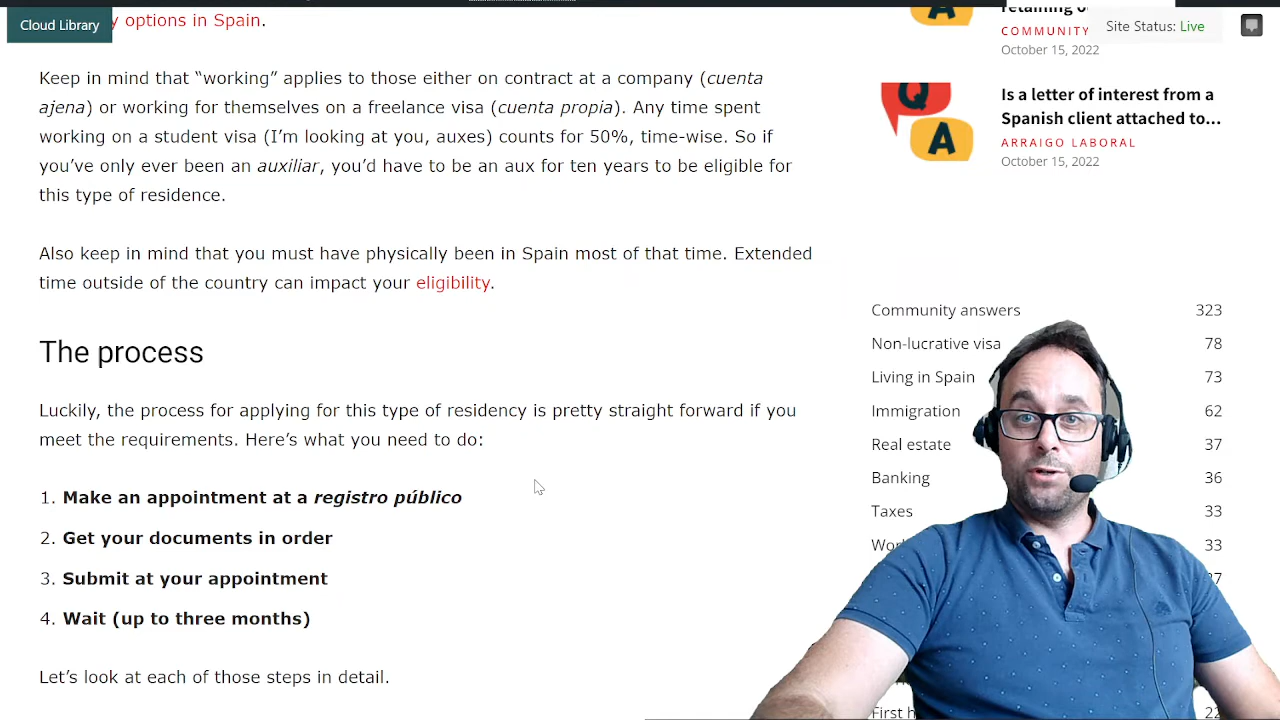 y options in Spain.
Cloud Library
Keep in mind that “working” applies to those either on contract at a company (cuenta
ajena) or working for themselves on a freelance visa (cuenta propia). Any time spent
working on a student visa (I’m looking at you, auxes) counts for 50%, time-wise. So if
you’ve only ever been an auxiliar, you’d have to be an aux for ten years to be eligible for
this type of residence.
Also keep in mind that you must have physically been in Spain most of that time. Extended
time outside of the country can impact your eligibility.
The process
Luckily, the process for applying for this type of residency is pretty straight forward if you
meet the requirements. Here’s what you need to do:
1. Make an appointment at a registro público
2. Get your documents in order
3. Submit at your appointment
4. Wait (up to three months)
Let’s look at each of those steps in detail.
A
retaining
COMMUNITY
Site Status: Live
October 15, 2022
Q
A
Is a letter of interest from a
Spanish client attached to...
ARRAIGO LABORAL
October 15, 2022
Community answers 323
Non-lucrative visa 78
Living in Spain 73
Immigration 62
Real estate 37
Banking 36
Taxes 33
33
First